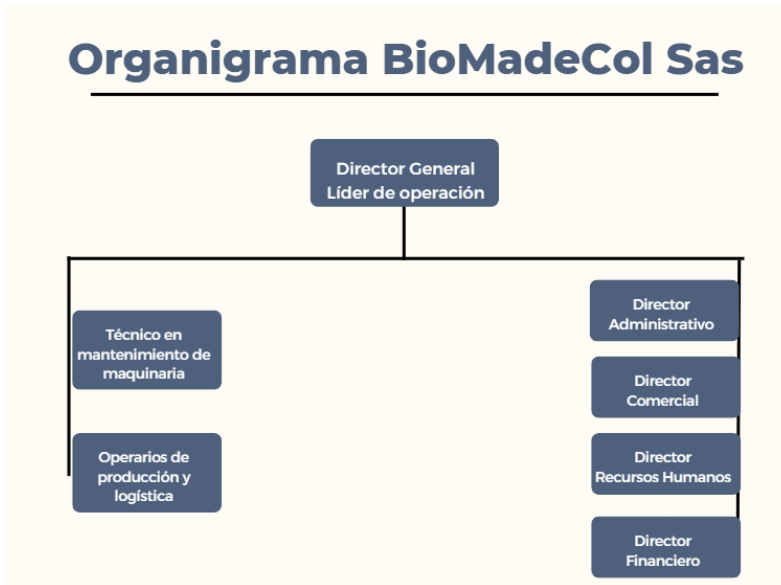 Organigrama BioMadeCol Sas
Director General
Líder de operación
Técnico en
mantenimiento de
maquinaria
Operarios de
producción y
logística
Director
Administrativo
Director
Comercial
Director
Recursos Humanos
Director
Financiero